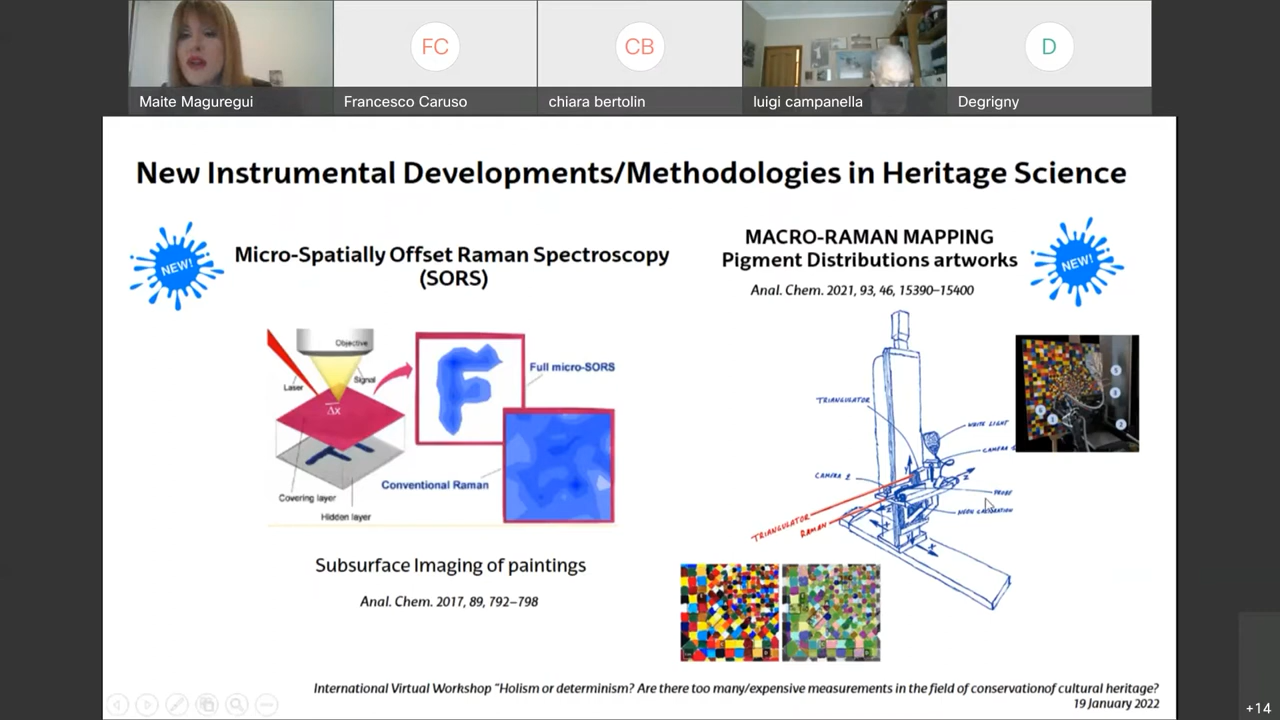 FC
CB
D
Maite Maguregui
Francesco Caruso
chiara bertolin
luigi campanella
Degrigny
New Instrumental Developments/Methodologies in Heritage Science
NEW!
Micro-Spatially Offset Raman Spectroscopy
(SORS)
MACRO-RAMAN MAPPING
Pigment Distributions artworks
Anal. Chem. 2021, 93, 46, 15390–15400
NEW!
Objective
Laser
Signal
Δx
Full micro-SORS
Conventional Raman
Covering layer
Hidden layer
Subsurface Imaging of paintings
Anal. Chem. 2017, 89, 792–798
TRIANGULATOR
WHITE LIGHT
CAMERA
CAMERA 2
PROBE
NEON CALIBRATION
TRIANGULATOR
RAMAN
Y
Z
X
International Virtual Workshop "Holism or determinism? Are there too many/expensive measurements in the field of conservationof cultural heritage?
19 January 2022
+14